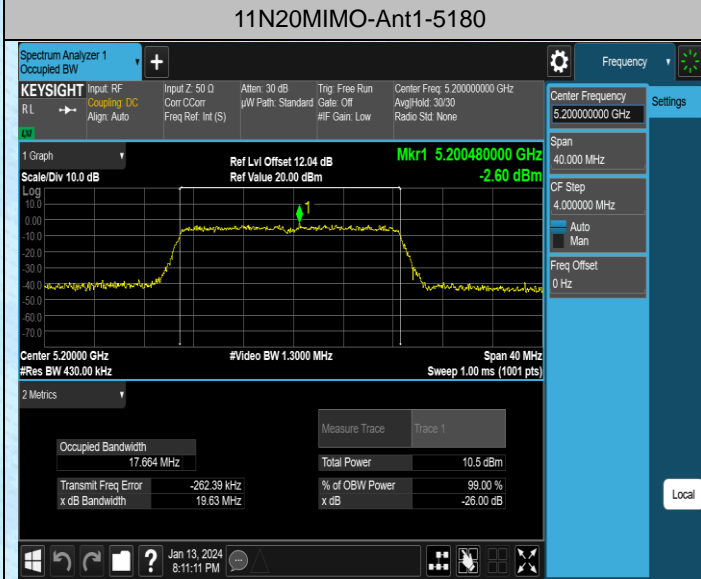 11N20MIMO-Ant1-5180
Spectrum Analyzer 1
Occupied BW
+
Frequency
KEYSIGHT
RL
LXI
Input: RF
Coupling: DC
Align: Auto
Input Z: 50 Ω
Corr CCorr
Freq Ref: Int (S)
Atten: 30 dB
µW Path: Standard
Trig: Free Run
Gate: Off
#IF Gain: Low
Center Freq: 5.200000000 GHz
Avg|Hold: 30/30
Radio Std: None
Center Frequency
5.200000000 GHz
Settings
Span
40.000 MHz
CF Step
4.000000 MHz
Auto
Man
Freq Offset
0 Hz
1 Graph
Scale/Div 10.0 dB
Ref Lvl Offset 12.04 dB
Ref Value 20.00 dBm
Mkr1 5.200480000 GHz
-2.60 dBm
Log
10.0
0.00
-10.0
-20.0
-30.0
-40.0
-50.0
-60.0
-70.0
1
Center 5.20000 GHz
#Video BW 1.3000 MHz
Span 40 MHz
#Res BW 430.00 kHz
Sweep 1.00 ms (1001 pts)
2 Metrics
Measure Trace
Trace 1
Occupied Bandwidth
17.664 MHz
Total Power
10.5 dBm
Transmit Freq Error
-262.39 kHz
% of OBW Power
99.00 %
x dB Bandwidth
19.63 MHz
x dB
-26.00 dB
Local
?
Jan 13, 2024
8:11:11 PM